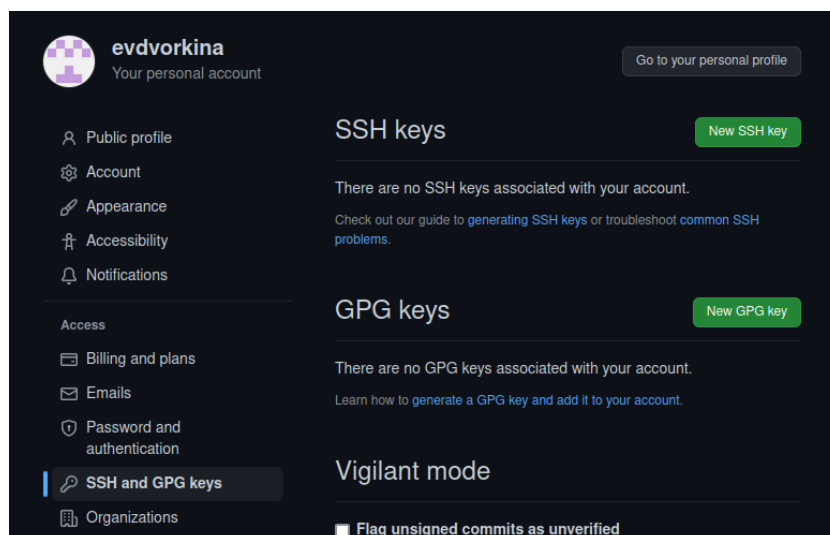 evdvorkina
Your personal account
Go to your personal profile
Public profile
Account
Appearance
Accessibility
Notifications
Access
Billing and plans
Emails
Password and
authentication
SSH and GPG keys
Organizations
SSH keys
New SSH key
There are no SSH keys associated with your account.
Check out our guide to generating SSH keys or troubleshoot common SSH
problems.
GPG keys
New GPG key
There are no GPG keys associated with your account.
Learn how to generate a GPG key and add it to your account.
Vigilant mode
Flag unsigned commits as unverified